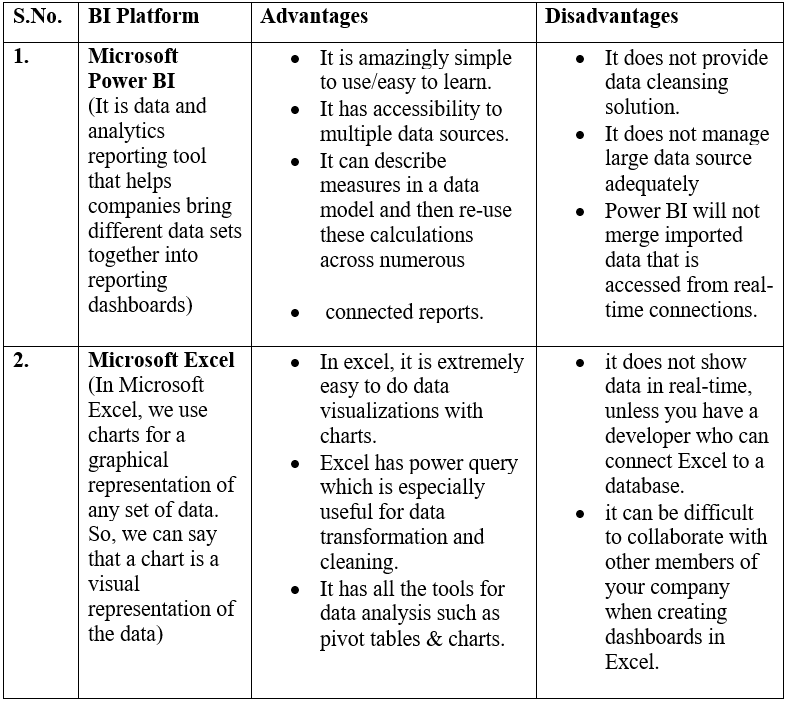 S.No. BI Platform Advantages Disadvantages
1.
Microsoft
Power BI
(It is data and
analytics
reporting tool
that helps
companies bring
different data sets
together into
reporting
dashboards)
• It is amazingly simple
to use/easy to learn.
• It has accessibility to
multiple data sources.
• It can describe
measures in a data
model and then re-use
these calculations
across numerous
• connected reports.
• It does not provide
data cleansing
solution.
• It does not manage
large data source
adequately
• Power BI will not
merge imported
data that is
accessed from real-
time connections.
2.
Microsoft Excel
(In Microsoft
Excel, we use
charts for a
graphical
representation of
any set of data.
So, we can say
that a chart is a
visual
representation of
the data)
• In excel, it is extremely
easy to do data
visualizations with
charts.
• Excel has power query
which is especially
useful for data
transformation and
cleaning.
• It has all the tools for
data analysis such as
pivot tables & charts.
• it does not show
data in real-time,
unless you have a
developer who can
connect Excel to a
database.
• it can be difficult
to collaborate with
other members of
your company
when creating
dashboards in
Excel.